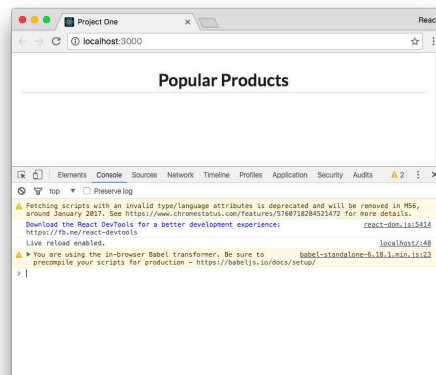 Project One
Reac
localhost:3000
Popular Products
Elements Console Sources Network Timeline Profiles Application Security Audits 2
top Preserve log
Fetching scripts with an invalid type/language attributes is deprecated and will be removed in M56,
around January 2017. See https://www.chromestatus.com/features/5760718284521472 for more details.
Download the React DevTools for a better development experience: react-dom.js:5414
https://fb.me/react-devtools
Live reload enabled. localhost/:48
You are using the in-browser Babel transformer. Be sure to babel-standalone-6.18.1.min.js:23
precompile your scripts for production - https://babeljs.io/docs/setup/